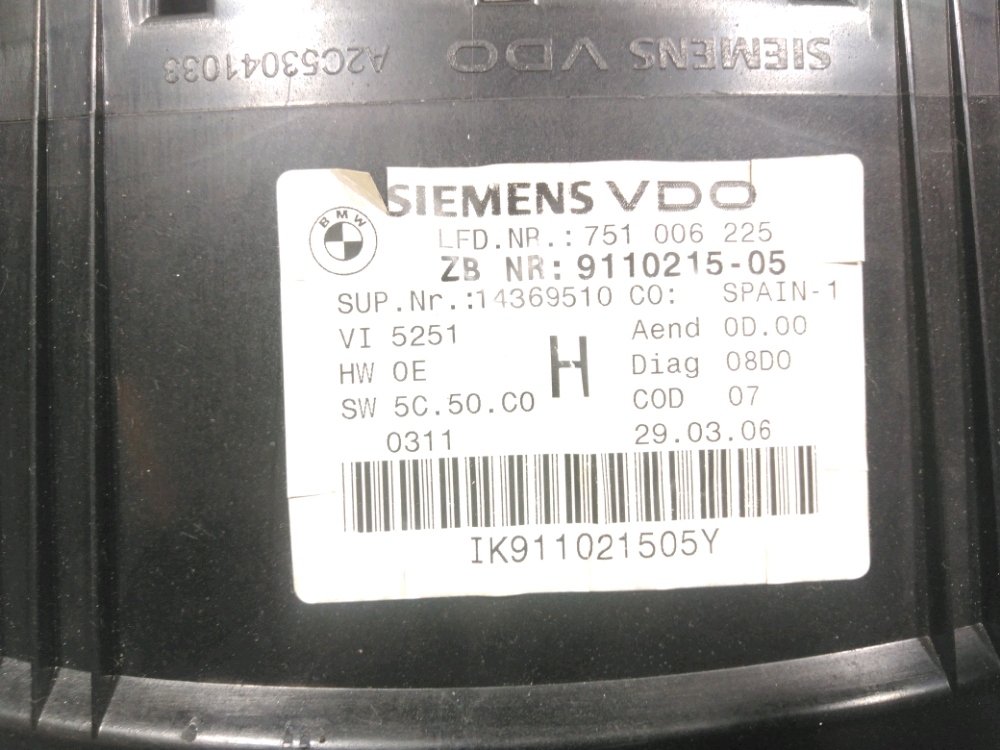 SIEMENS VDO A2C53041033
SIEMENS VDO
BMW
LFD.NR.: 751 006 225
ZB NR: 9110215-05
SUP.Nr.:14369510 CO: SPAIN-1
VI 5251 Aend 0D.00
HW 0E H Diag 08D0
SW 5C.50.C0 COD 07
0311 29.03.06
IK911021505Y